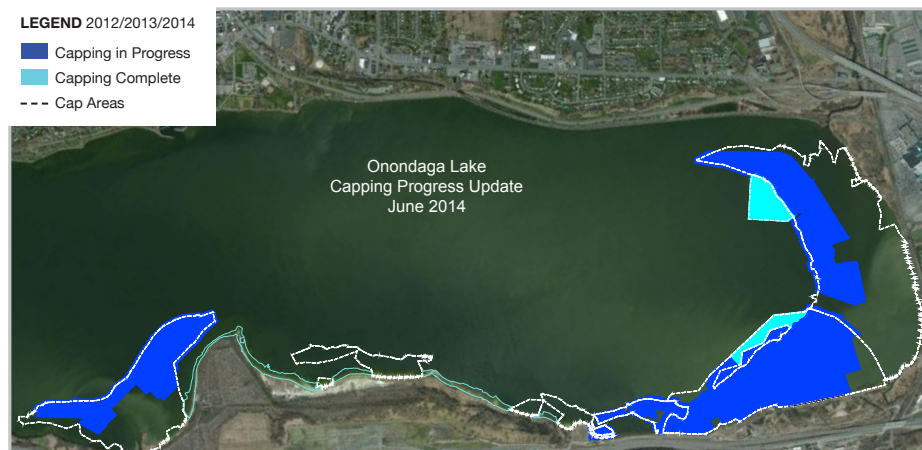 LEGEND 2012/2013/2014
Capping in Progress
Capping Complete
Cap Areas
Onondaga Lake
Capping Progress Update
June 2014